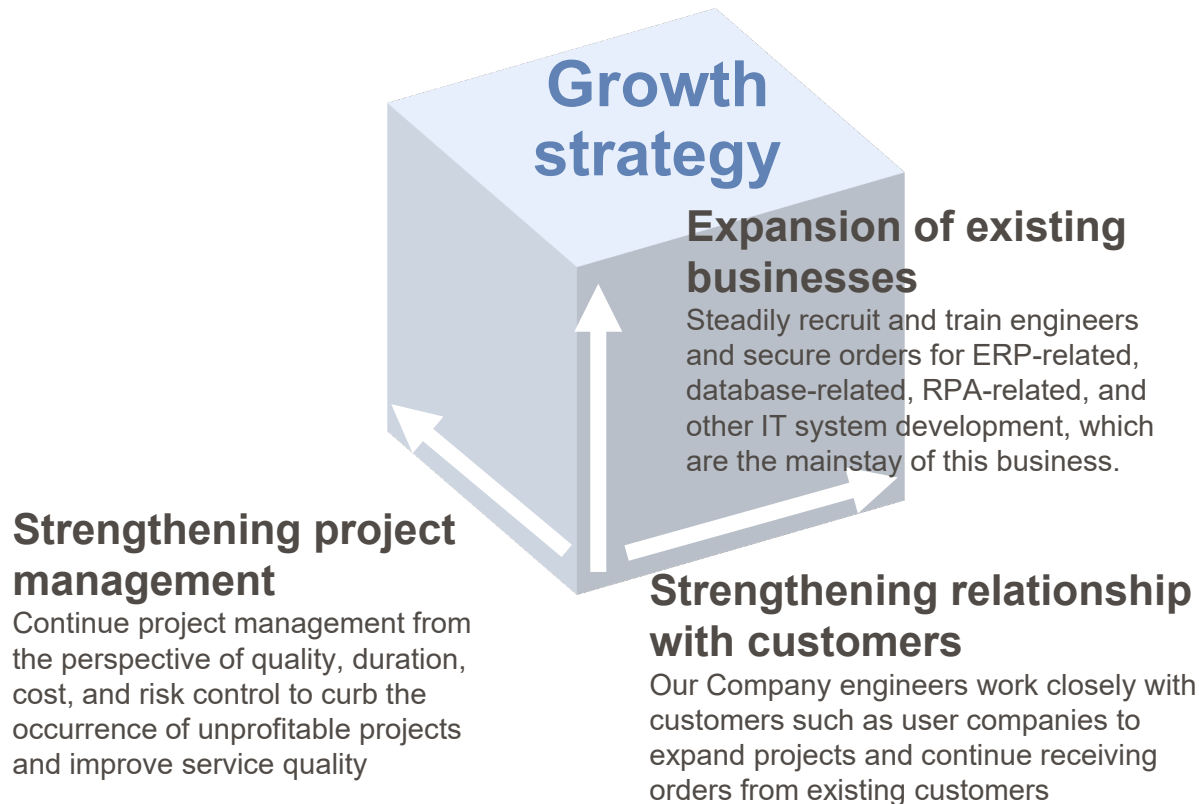 Growth
strategy
Expansion of existing
businesses
Steadily recruit and train engineers
and secure orders for ERP-related,
database-related, RPA-related, and
other IT system development, which
are the mainstay of this business.
Strengthening project
management
Continue project management from
the perspective of quality, duration,
cost, and risk control to curb the
occurrence of unprofitable projects
and improve service quality
Strengthening relationship
with customers
Our Company engineers work closely with
customers such as user companies to
expand projects and continue receiving
orders from existing customers